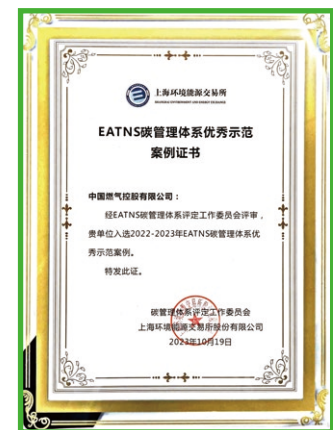 上海环境能源交易所
SHANGHAI ENVIRONMENT AND ENERGY EXCHANGE
EATNS碳管理体系优秀示范
案例证书
中国燃气控股有限公司：
经EATNS碳管理体系评定工作委员会评审，
贵单位入选2022-2023年EATNS碳管理体系优
秀示范案例。
特发此证。
碳管理体系评定工作委员会
上海环境能源交易所股份有限公司
2023年10月19日